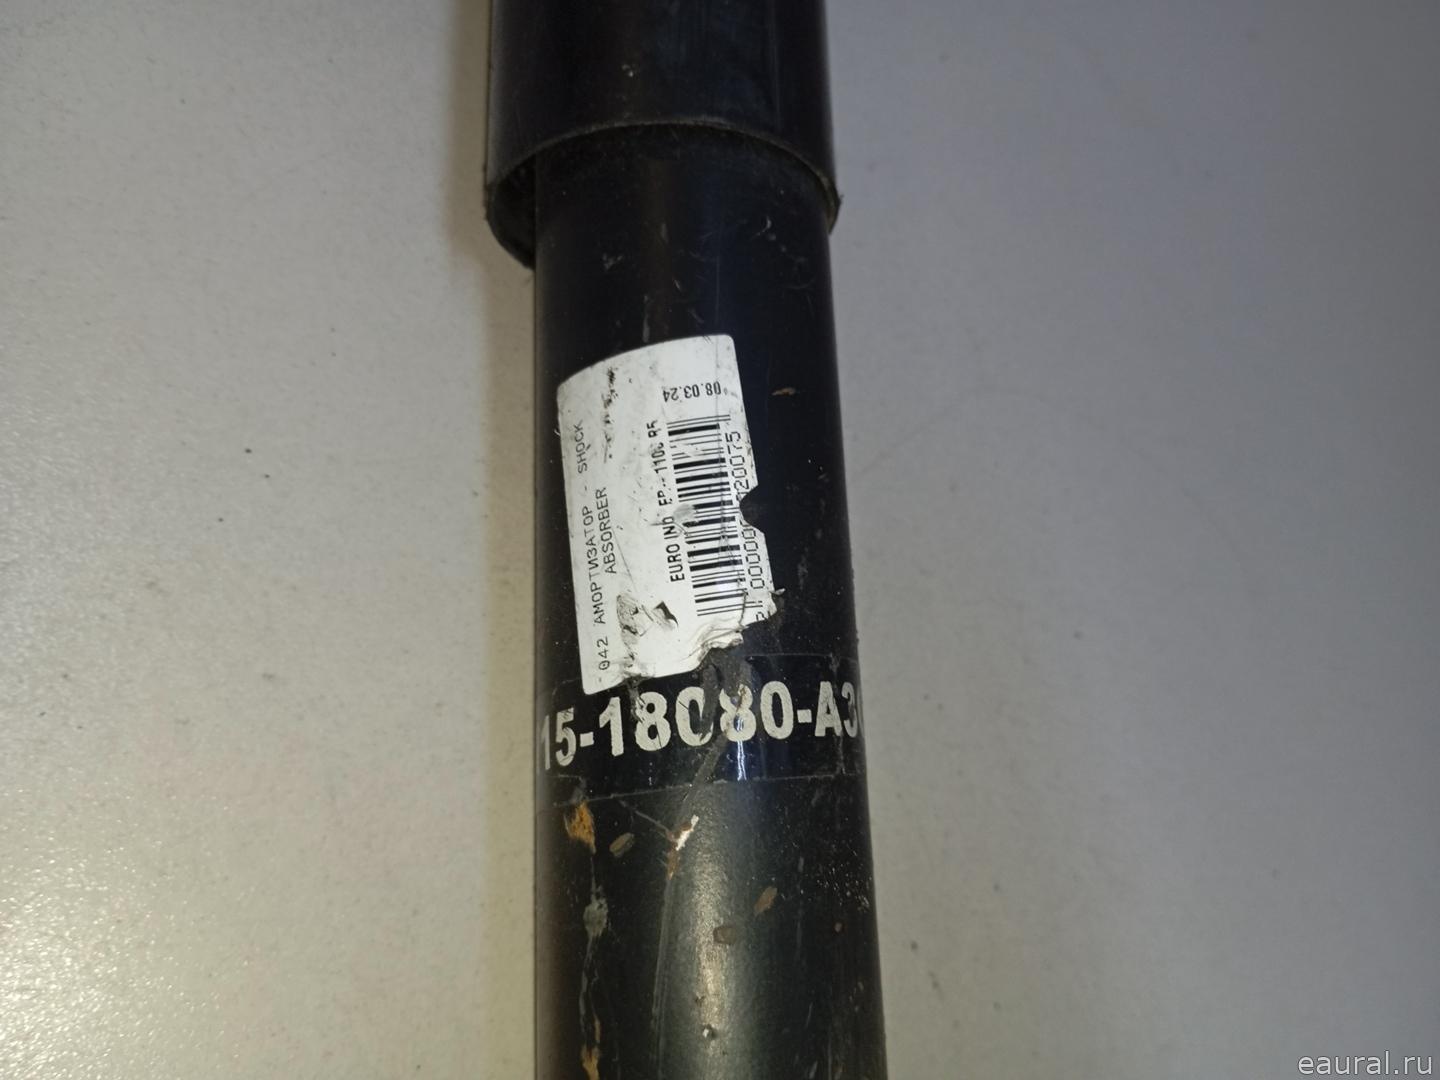 08.03.24
- 042 АМОРТИЗАТОР - SHOCK
ABSORBER
EURO IND
15-18080-A3
eaural.ru